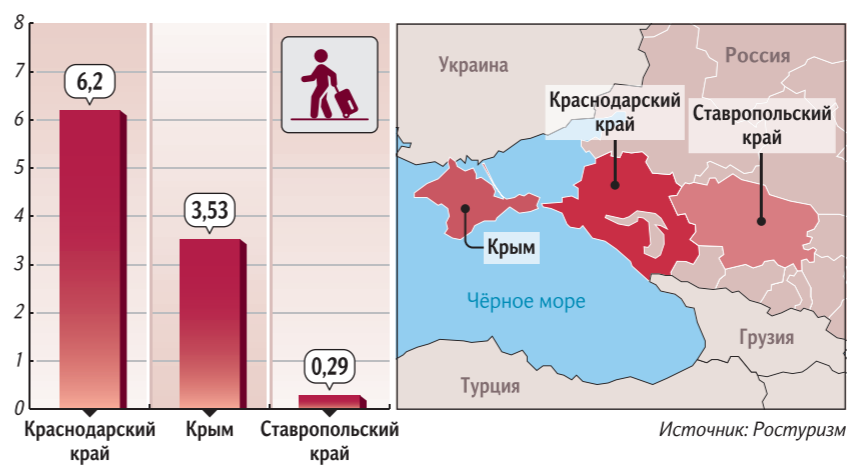 8
7
6
5
4
3
2
1
0
6,2
3,53
0,29
Краснодарский
край
Крым
Ставропольский
край
Украина
Россия
Краснодарский
край
Ставропольский
край
Крым
Чёрное море
Грузия
Турция
Источник: Ростуризм